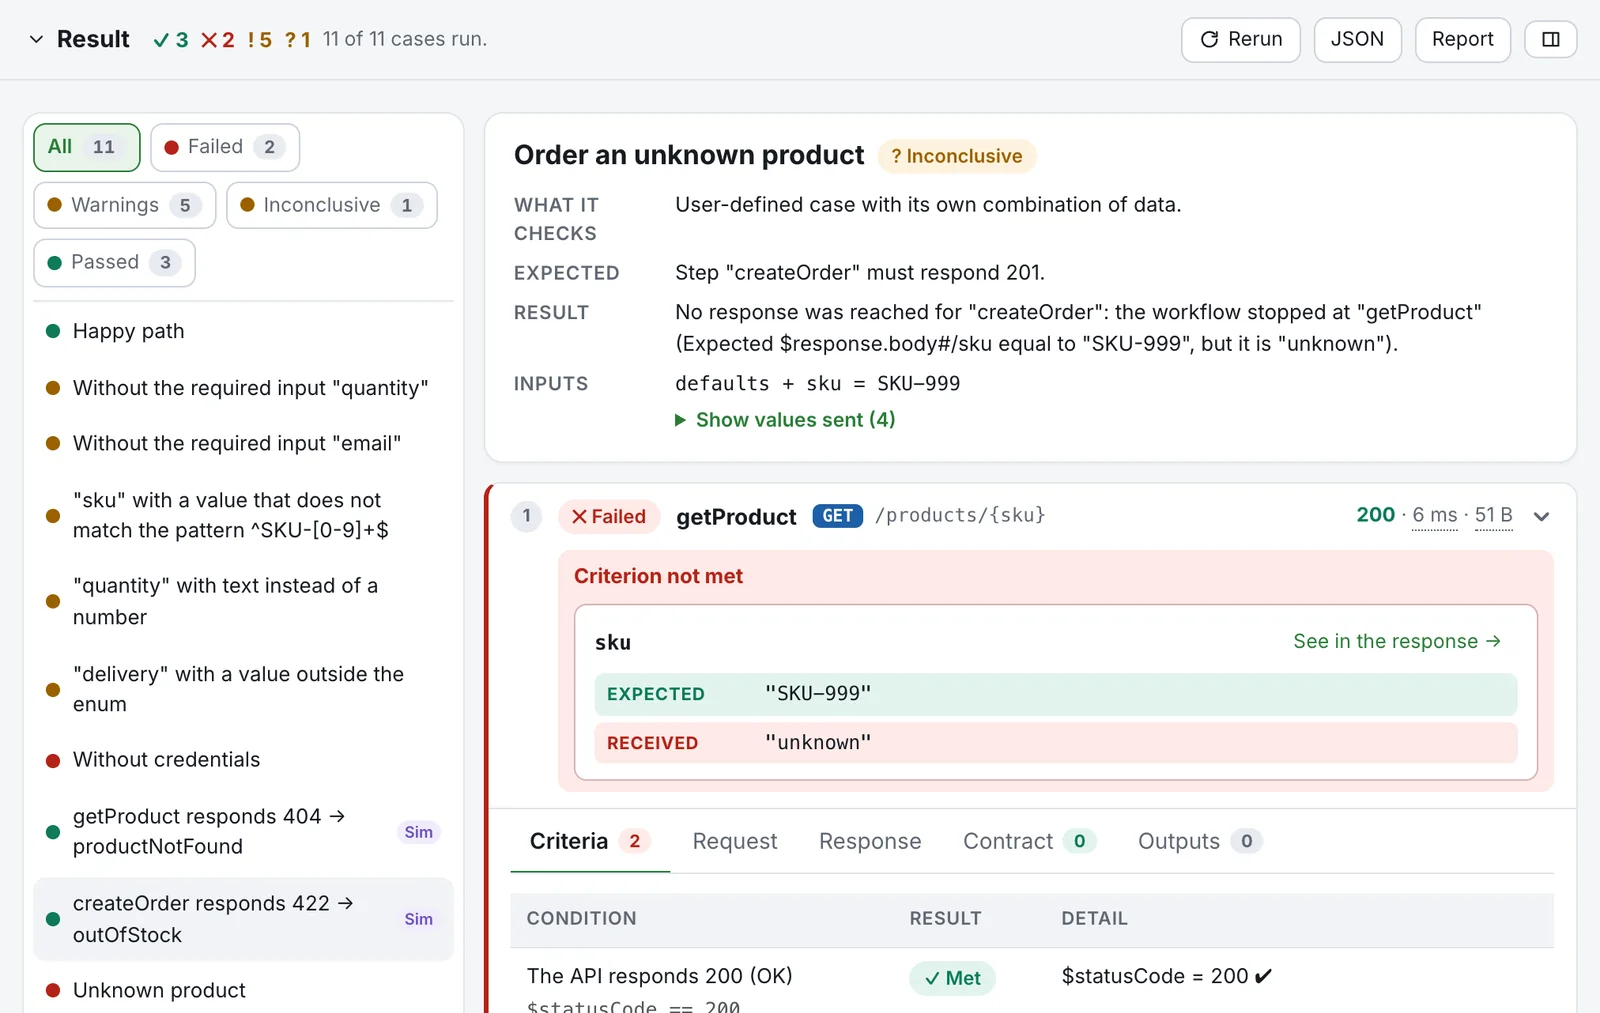 Result ✓ 3 ✕ 2 ! 5 ? 1 11 of 11 cases run.
Rerun JSON Report
All 11 Failed 2
Warnings 5 Inconclusive 1
Passed 3
Happy path
Without the required input "quantity"
Without the required input "email"
"sku" with a value that does not
match the pattern ^SKU-[0-9]+$
"quantity" with text instead of a
number
"delivery" with a value outside the
enum
Without credentials
getProduct responds 404 →
productNotFound
Sim
createOrder responds 422 →
outOfStock
Sim
Unknown product
Order an unknown product ? Inconclusive
WHAT IT
CHECKS
User-defined case with its own combination of data.
EXPECTED Step "createOrder" must respond 201.
RESULT No response was reached for "createOrder": the workflow stopped at "getProduct"
(Expected $response.body#/sku equal to "SKU-999", but it is "unknown").
INPUTS defaults + sku = SKU-999
▶ Show values sent (4)
1 ✕ Failed getProduct GET /products/{sku} 200 · 6 ms · 51 B
Criterion not met
sku See in the response →
EXPECTED "SKU-999"
RECEIVED "unknown"
Criteria 2 Request Response Contract 0 Outputs 0
CONDITION RESULT DETAIL
The API responds 200 (OK) ✓ Met $statusCode = 200 ✔
$statusCode == 200